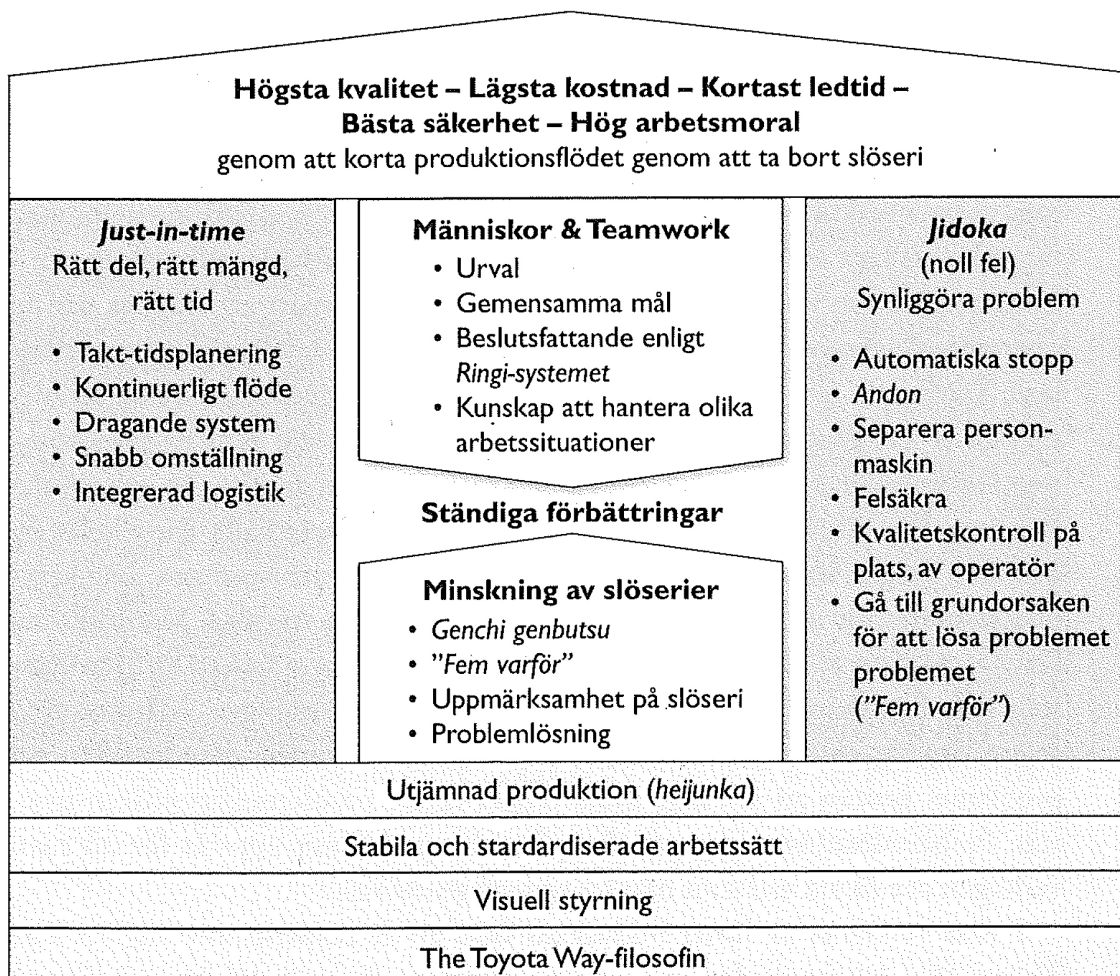 Högsta kvalitet – Lägsta kostnad – Kortast ledtid –
Bästa säkerhet – Hög arbetsmoral
genom att korta produktionsflödet genom att ta bort slöseri
Just-in-time
Rätt del, rätt mängd,
rätt tid
• Takt-tidsplanering
• Kontinuerligt flöde
• Dragande system
• Snabb omställning
• Integrerad logistik
Människor & Teamwork
• Urval
• Gemensamma mål
• Beslutsfattande enligt
Ringi-systemet
• Kunskap att hantera olika
arbetssituationer
Ständiga förbättringar
Minskning av slöserier
• Genchi genbutsu
• ”Fem varför”
• Uppmärksamhet på slöseri
• Problemlösning
Jidoka
(noll fel)
Synliggöra problem
• Automatiska stopp
• Andon
• Separera person-
maskin
• Felsäkra
• Kvalitetskontroll på
plats, av operatör
• Gå till grundorsaken
för att lösa problemet
problemet
(”Fem varför”)
Utjämnad produktion (heijunka)
Stabila och stardardiserade arbetssätt
Visuell styrning
The Toyota Way-filosofin